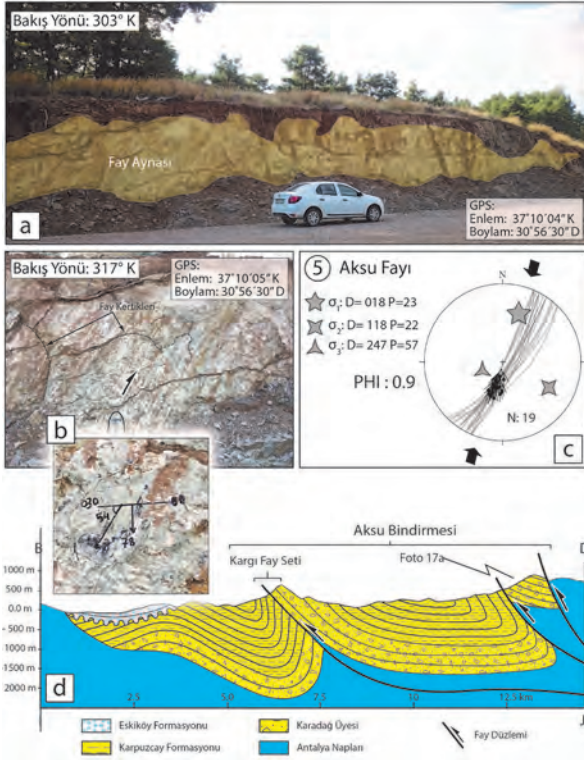 Bakış Yönü: 303° K
Fay Aynası
a
GPS:
Enlem: 37°10´04"K
Boylam: 30°56´30"D
Bakış Yönü: 317° K
GPS:
Enlem: 37°10´05"K
Boylam: 30°56´30"D
Fay Kertikleri
b
5 Aksu Fayı
N
σ1: D= 018 P=23
σ2: D= 118 P=22
σ3: D= 247 P=57
PHI : 0.9
N: 19
c
030
54
78
Aksu Bindirmesi
B
Kargı Fay Seti
Foto 17a
D
1000 m
500 m
0.0 m
- 500 m
-1000 m
-1500 m
2000 m
d
2,5
5,0
7,5
10
12.5 km
Eskiköy Formasyonu
Karadağ Üyesi
Karpuzcay Formasyonu
Antalya Napları
Fay Düzlemi